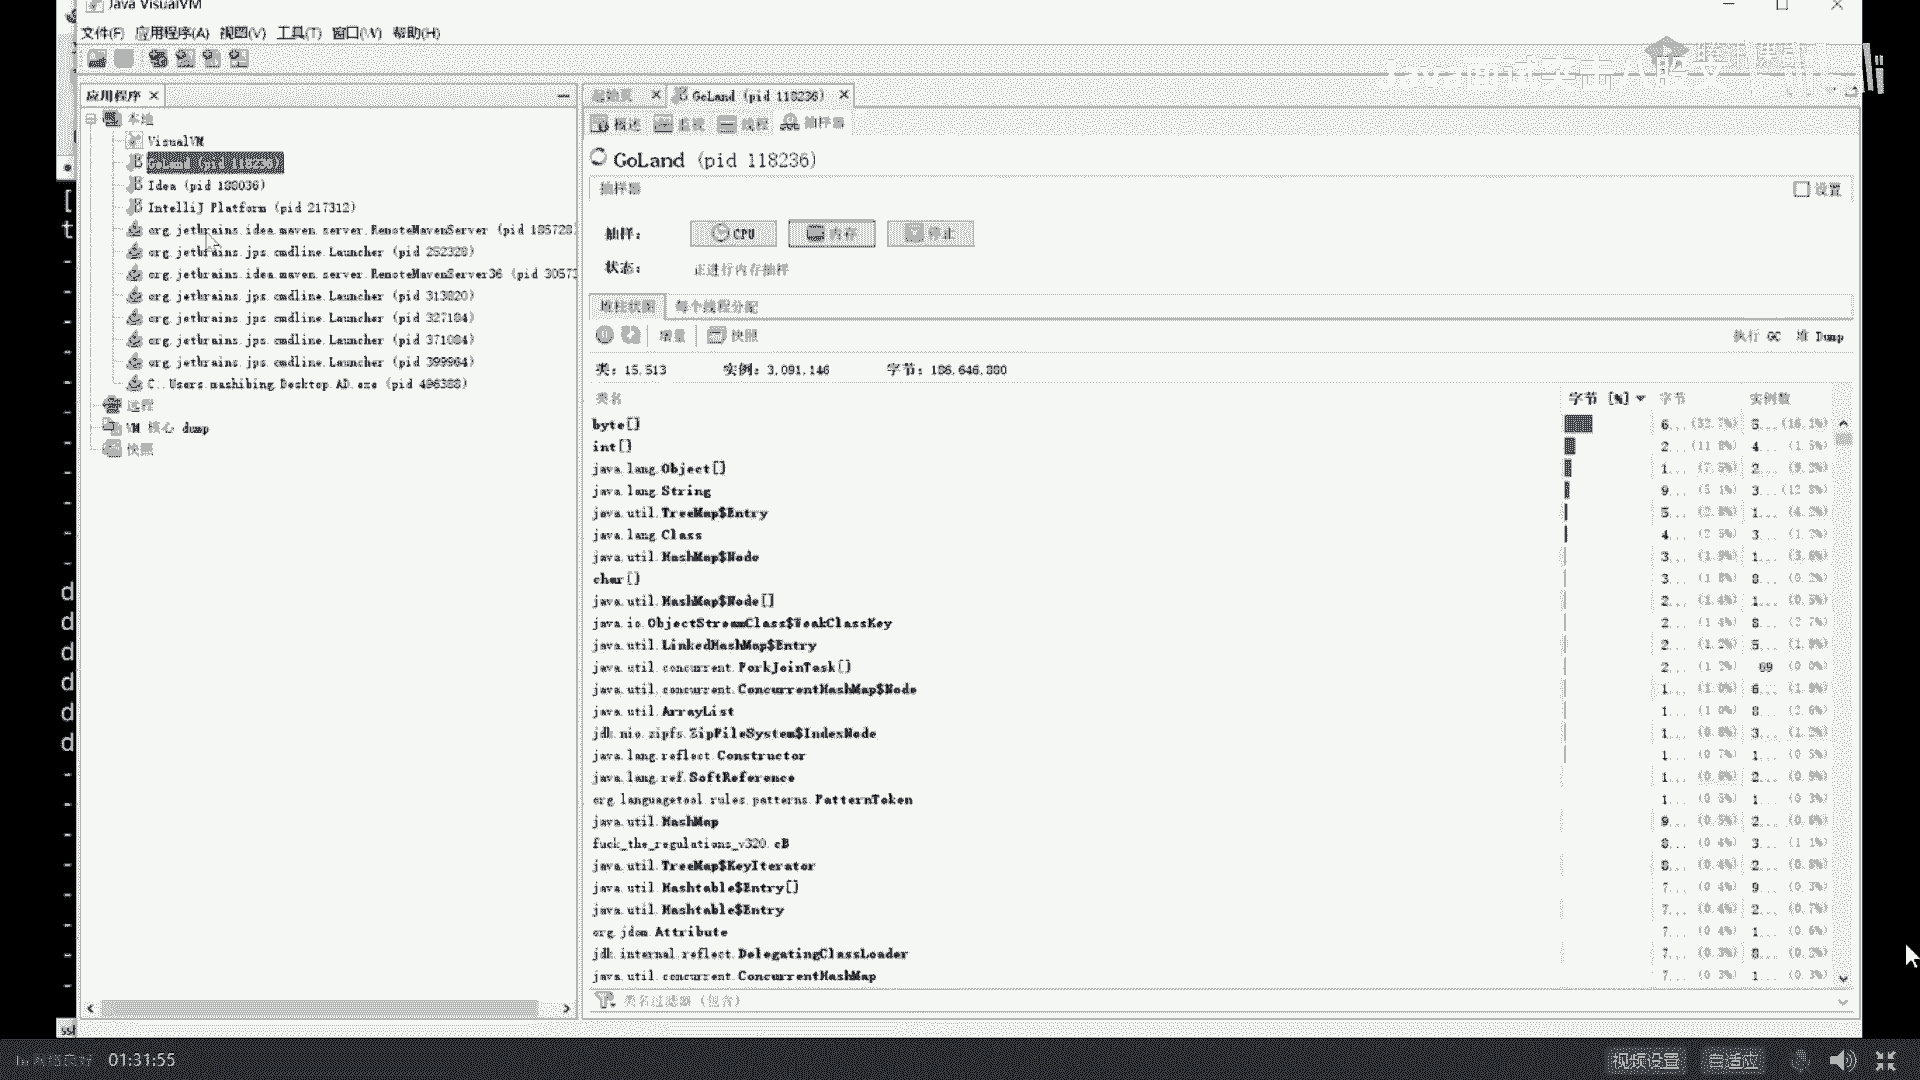 Java VisualVM
文件(F) 应用程序(A) 视图(V) 工具(T) 窗口(W) 帮助(H)
应用程序
本地
VisualVM
GoLand (pid 118236)
Idea (pid 188036)
IntelliJ Platform (pid 217312)
org.jetbrains.idea.maven.server.RemoteMavenServer (pid 185728)
org.jetbrains.jps.cmdline.Launcher (pid 252328)
org.jetbrains.idea.maven.server.RemoteMavenServer36 (pid 30573
org.jetbrains.jps.cmdline.Launcher (pid 313820)
org.jetbrains.jps.cmdline.Launcher (pid 327184)
org.jetbrains.jps.cmdline.Launcher (pid 371084)
org.jetbrains.jps.cmdline.Launcher (pid 399964)
C:.Users.mashibing.Desktop.AD.exe (pid 496388)
远程
VM 核心 dump
快照
起始页 GoLand (pid 118236)
概述 监视 线程 抽样器
GoLand (pid 118236)
抽样器 设置
抽样: CPU 内存 停止
状态: 正进行内存抽样
堆柱状图 每个线程分配
增量 快照 执行 GC 堆 Dump
类: 15,513 实例: 3,091,146 字节: 186,646,880
类名 字节 [%] 字节 实例数
byte[] 6... (32.7%) 5... (16.1%)
int[] 2... (11.8%) 4... (1.5%)
java.lang.Object[] 1... (7.5%) 2... (9.2%)
java.lang.String 9... (5.1%) 3... (12.8%)
java.util.TreeMap$Entry 5... (2.8%) 1... (4.2%)
java.lang.Class 4... (2.5%) 3... (1.2%)
java.util.HashMap$Node 3... (1.9%) 1... (3.6%)
char[] 3... (1.8%) 8... (0.2%)
java.util.HashMap$Node[] 2... (1.4%) 1... (0.5%)
java.io.ObjectStreamClass$WeakClassKey 2... (1.4%) 8... (2.7%)
java.util.LinkedHashMap$Entry 2... (1.2%) 5... (1.8%)
java.util.concurrent.ForkJoinTask[] 2... (1.2%) 69 (0.0%)
java.util.concurrent.ConcurrentHashMap$Node 1... (1.0%) 6... (1.9%)
java.util.ArrayList 1... (1.0%) 8... (2.6%)
jdk.nio.zipfs.ZipFileSystem$IndexNode 1... (0.8%) 3... (1.2%)
java.lang.reflect.Constructor 1... (0.7%) 1... (0.5%)
java.lang.ref.SoftReference 1... (0.6%) 2... (0.9%)
org.languagetool.rules.patterns.PatternToken 1... (0.5%) 1... (0.3%)
java.util.HashMap 9... (0.5%) 2... (0.6%)
fuck_the_regulations_v320.cB 8... (0.4%) 3... (1.1%)
java.util.TreeMap$KeyIterator 8... (0.4%) 2... (0.8%)
java.util.Hashtable$Entry[] 7... (0.4%) 9... (0.3%)
java.util.Hashtable$Entry 7... (0.4%) 2... (0.7%)
org.jdom.Attribute 7... (0.4%) 1... (0.6%)
jdk.internal.reflect.DelegatingClassLoader 7... (0.3%) 8... (0.2%)
java.util.concurrent.ConcurrentHashMap 7... (0.3%) 1... (0.3%)
类名过滤器 (包含)
01:31:55 视频设置 自适应